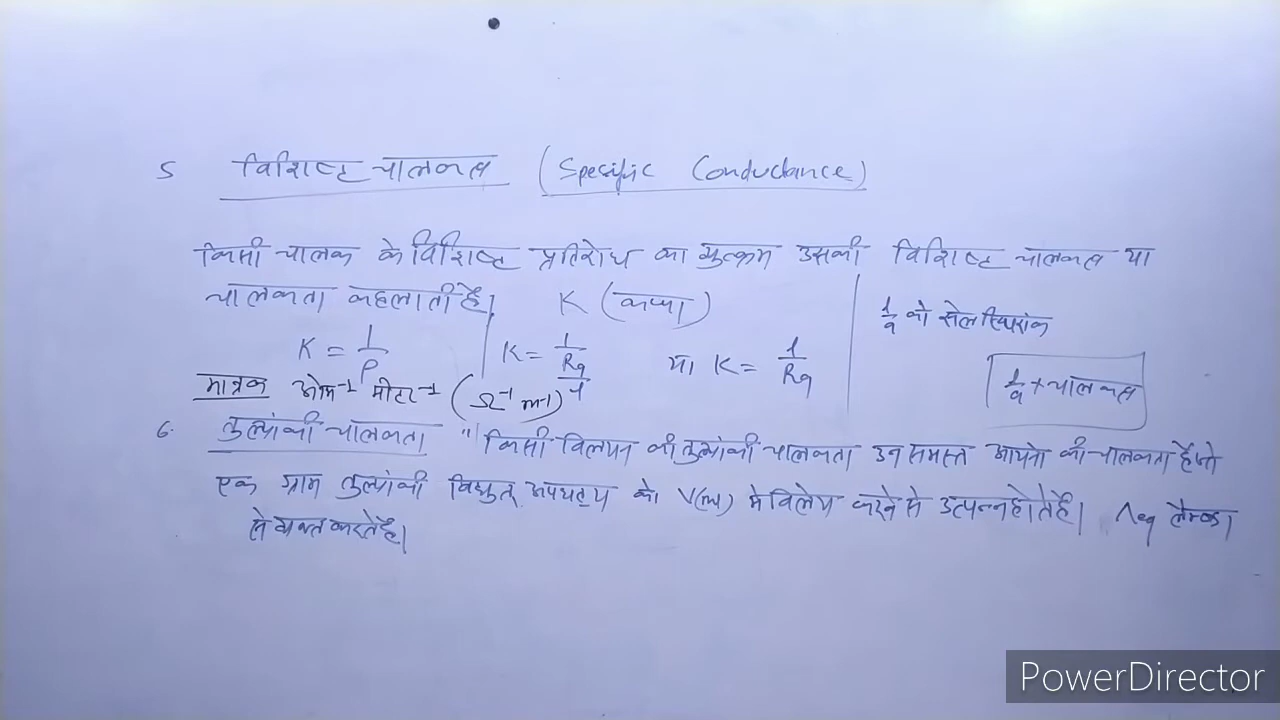 5 विशिष्ट चालकत्व (Specific Conductance)
किसी चालक के विशिष्ट प्रतिरोध का व्युत्क्रम उसकी विशिष्ट चालकत्व या
चालकता कहलाती है। K (कप्पा)
1/a को सेल स्थिरांक
K = 1/ρ K = 1/(Ra/l) या K = l/Ra
l/a × चालकत्व
मात्रक ओम⁻¹ मीटर⁻¹ (Ω⁻¹ m⁻¹)
6. तुल्यांकी चालकता "किसी विलयन की तुल्यांकी चालकता उन समस्त आयनो की चालकता है जो
एक ग्राम तुल्यांकी विद्युत् अपघट्य को V(ml) मे विलेय करने से उत्पन्न होते है। Λeq लैम्डा
से व्यक्त करते है।
PowerDirector